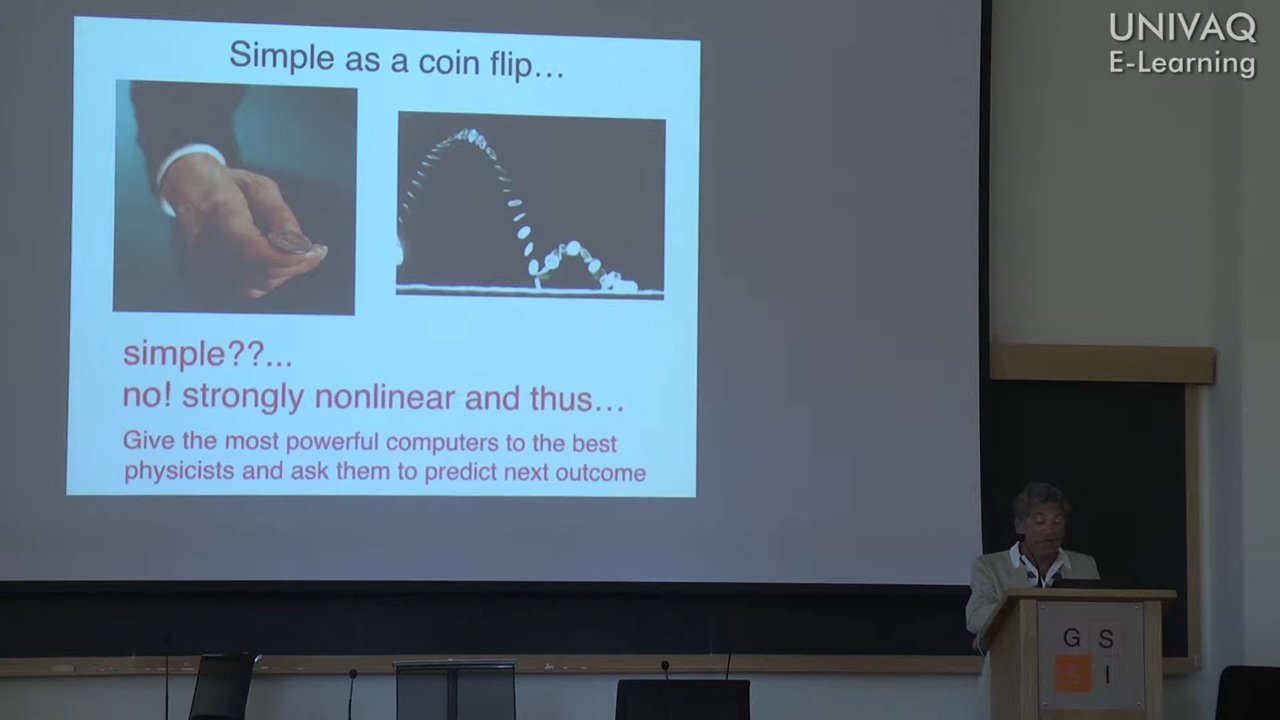 UNIVAQ
E-Learning
Simple as a coin flip…
simple??...
no! strongly nonlinear and thus…
Give the most powerful computers to the best
physicists and ask them to predict next outcome
G S
S I